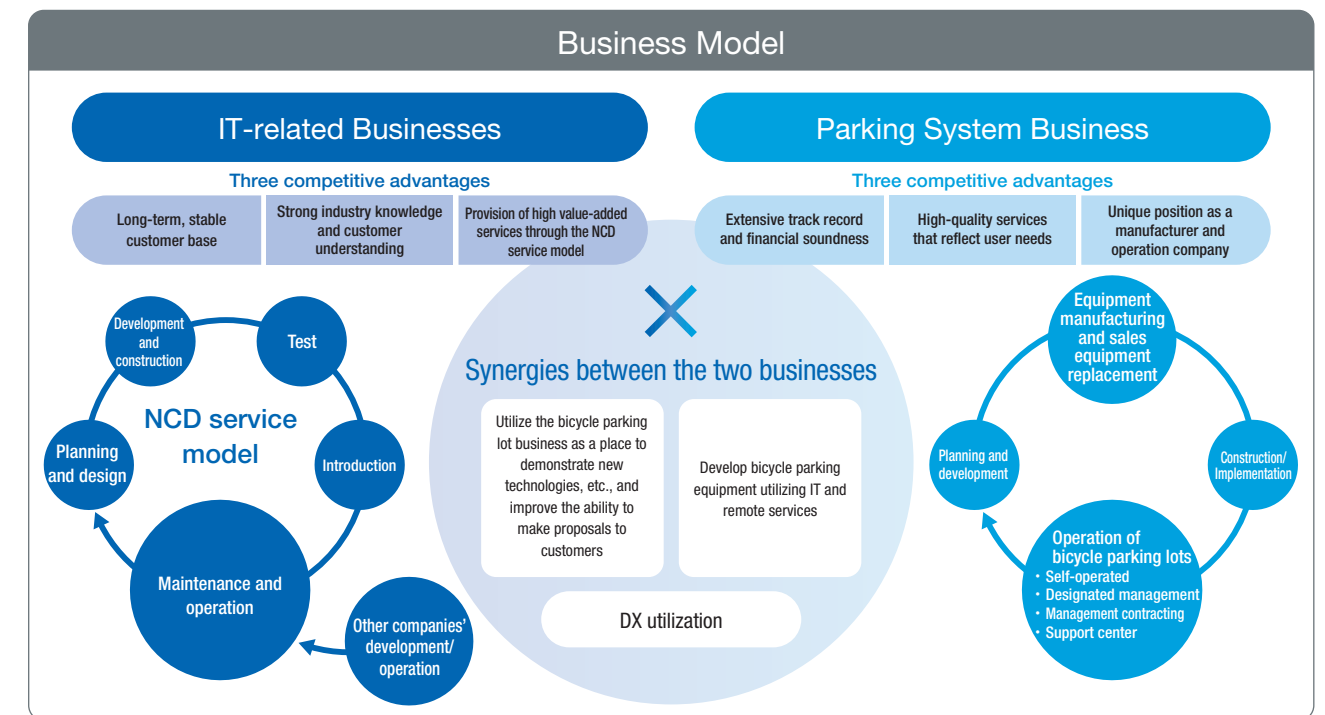 Business Model
IT-related Businesses
Three competitive advantages
Long-term, stable
customer base
Strong industry knowledge
and customer
understanding
Provision of high value-added
services through the NCD
service model
Parking System Business
Three competitive advantages
Extensive track record
and financial soundness
High-quality services
that reflect user needs
Unique position as a
manufacturer and
operation company
NCD service
model
Planning
and design
Development
and
construction
Test
Introduction
Maintenance and
operation
Other companies'
development/
operation
Synergies between the two businesses
Utilize the bicycle parking
lot business as a place to
demonstrate new
technologies, etc., and
improve the ability to
make proposals to
customers
Develop bicycle parking
equipment utilizing IT and
remote services
DX utilization
Equipment
manufacturing
and sales
equipment
replacement
Planning and
development
Construction/
Implementation
Operation of
bicycle parking lots
・Self-operated
・Designated management
・Management contracting
・Support center